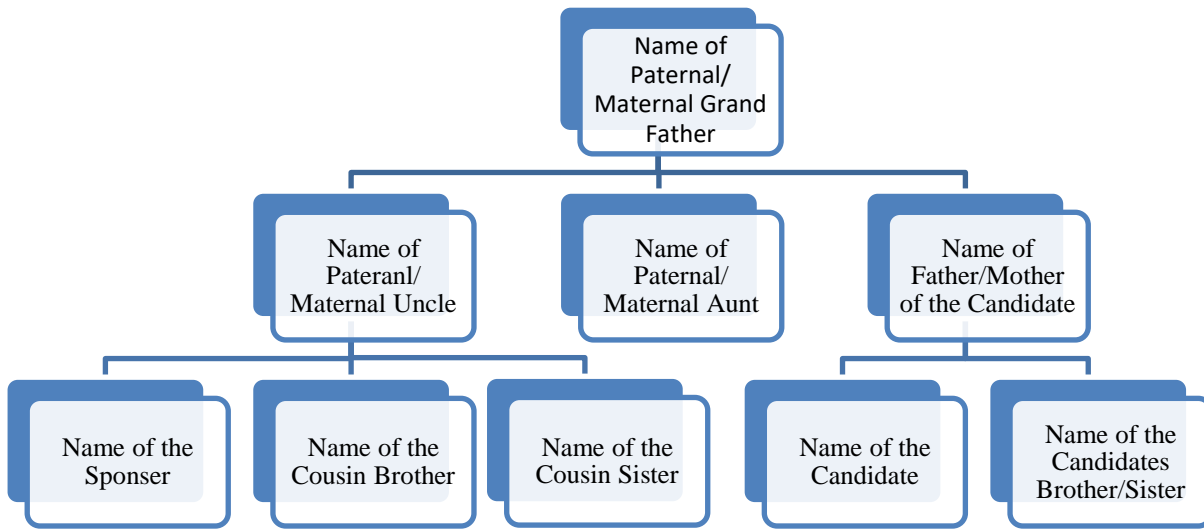 Name of
Paternal/
Maternal Grand
Father
Name of
Pateranl/
Maternal Uncle
Name of
Paternal/
Maternal Aunt
Name of
Father/Mother
of the Candidate
Name of the
Sponser
Name of the
Cousin Brother
Name of the
Cousin Sister
Name of the
Candidate
Name of the
Candidates
Brother/Sister